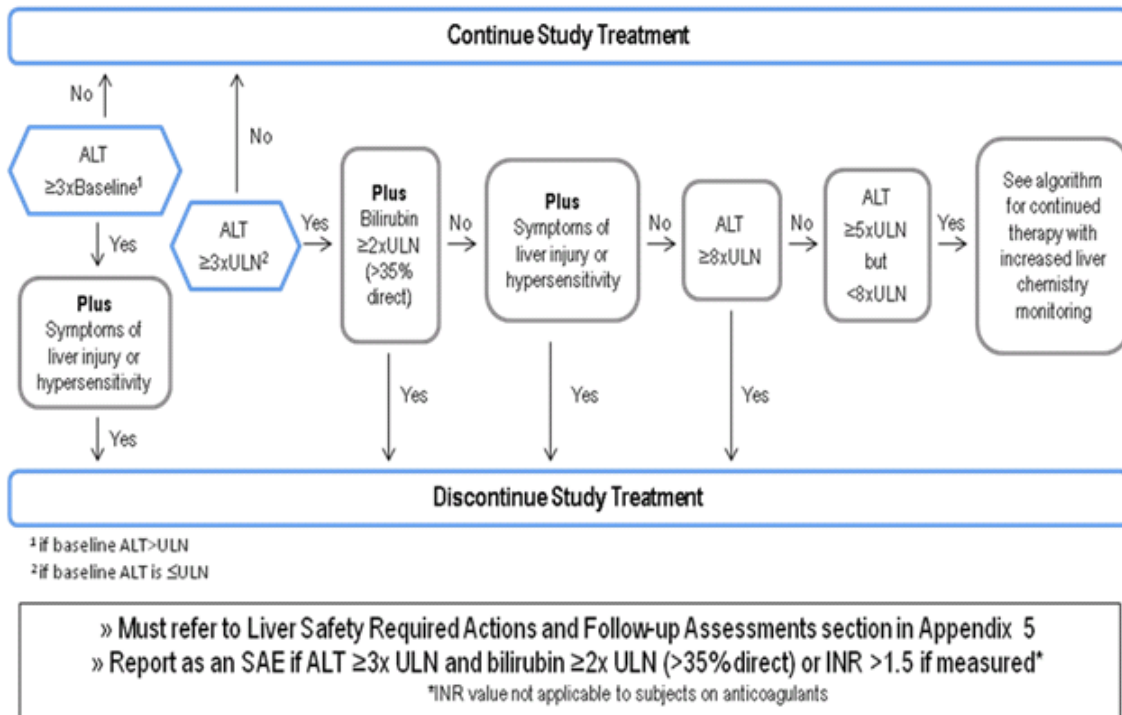 Continue Study Treatment
No
ALT
≥3xBaseline¹
Yes
Plus
Symptoms of
liver injury or
hypersensitivity
Yes
No
ALT
≥3xULN²
Yes
Plus
Bilirubin
≥2xULN
(>35%
direct)
No
Yes
Plus
Symptoms of
liver injury or
hypersensitivity
No
Yes
ALT
≥8xULN
No
Yes
ALT
≥5xULN
but
<8xULN
Yes
See algorithm
for continued
therapy with
increased liver
chemistry
monitoring
Discontinue Study Treatment
¹ if baseline ALT>ULN
² if baseline ALT is ≤ULN
» Must refer to Liver Safety Required Actions and Follow-up Assessments section in Appendix 5
» Report as an SAE if ALT ≥3x ULN and bilirubin ≥2x ULN (>35% direct) or INR >1.5 if measured*
*INR value not applicable to subjects on anticoagulants